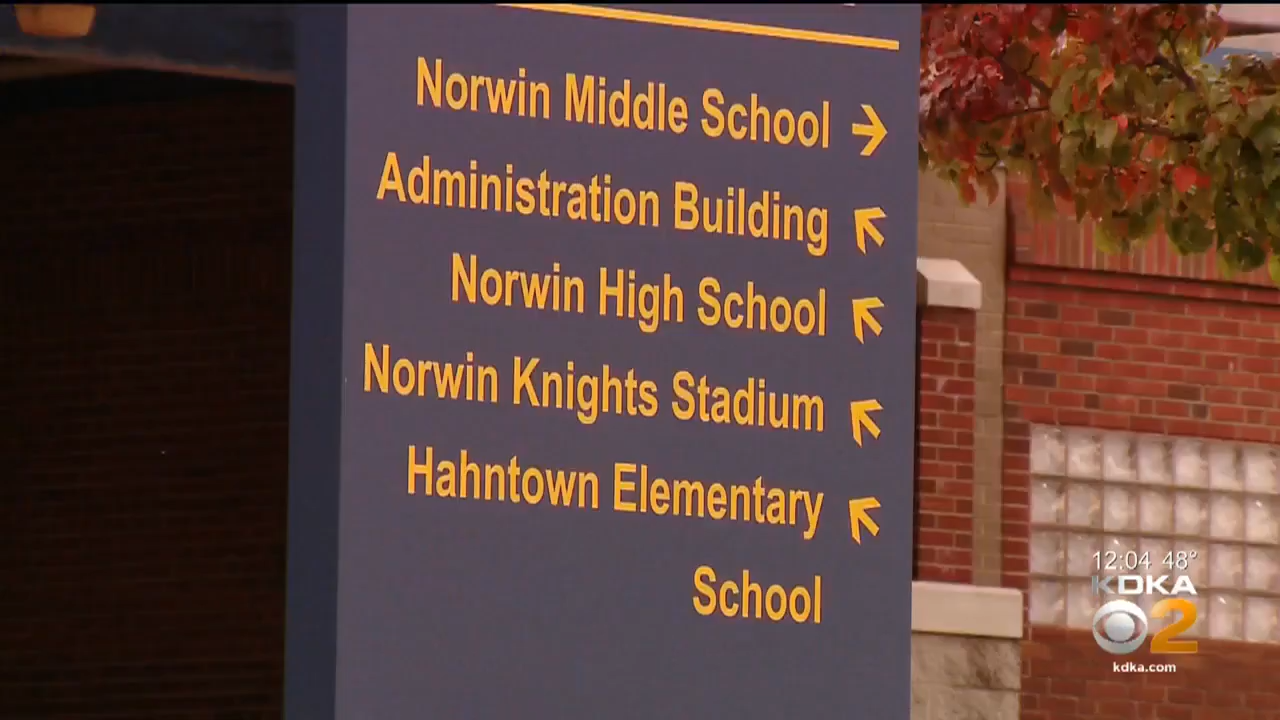 Norwin Middle School →
Administration Building ↖
Norwin High School ↖
Norwin Knights Stadium ↖
Hahntown Elementary ↖
School
12:04 48°
KDKA
2
kdka.com